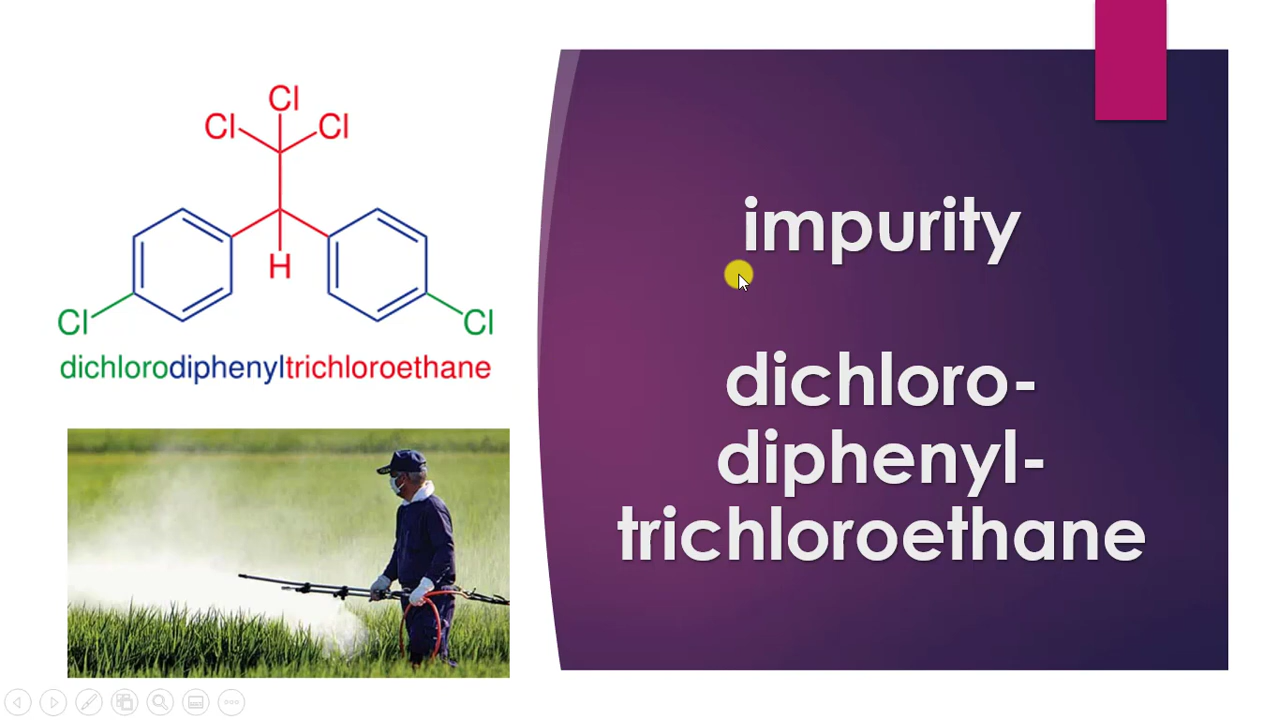 Cl
Cl Cl
H
Cl Cl
dichlorodiphenyltrichloroethane
impurity
dichloro-
diphenyl-
trichloroethane